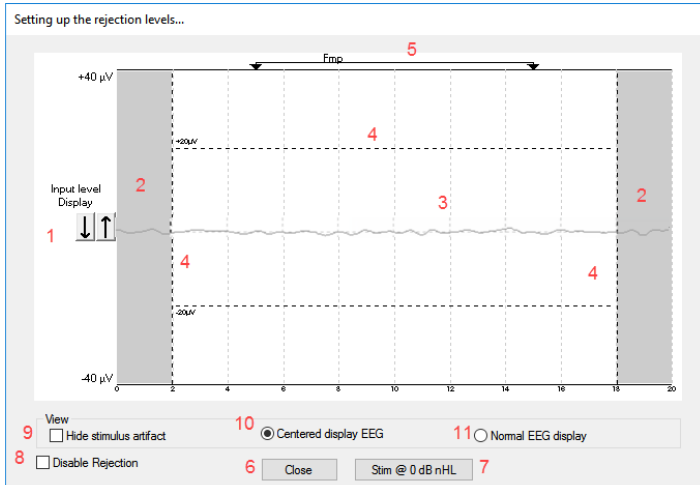 Setting up the rejection levels...
5
Fmp
+40 µV
+20µV
4
2
3
2
Input level
Display
1
4
4
-20µV
-40 µV
0 2 4 6 8 10 12 14 16 18 20
View
9 Hide stimulus artifact 10 Centered display EEG 11 Normal EEG display
8 Disable Rejection 6 Close Stim @ 0 dB nHL 7